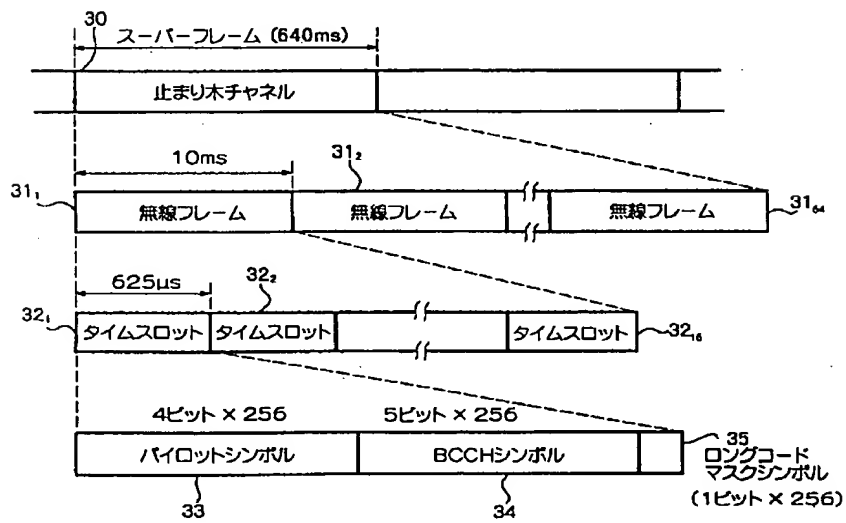 30
スーパーフレーム (640ms)
止まり木チャネル
10ms
31₂
31₁
無線フレーム
無線フレーム
無線フレーム
31₆₄
625μs
32₂
32₁
タイムスロット
タイムスロット
タイムスロット
32₁₆
4ビット × 256
5ビット × 256
パイロットシンボル
BCCHシンボル
35
ロングコード
マスクシンボル
(1ビット × 256)
33
34